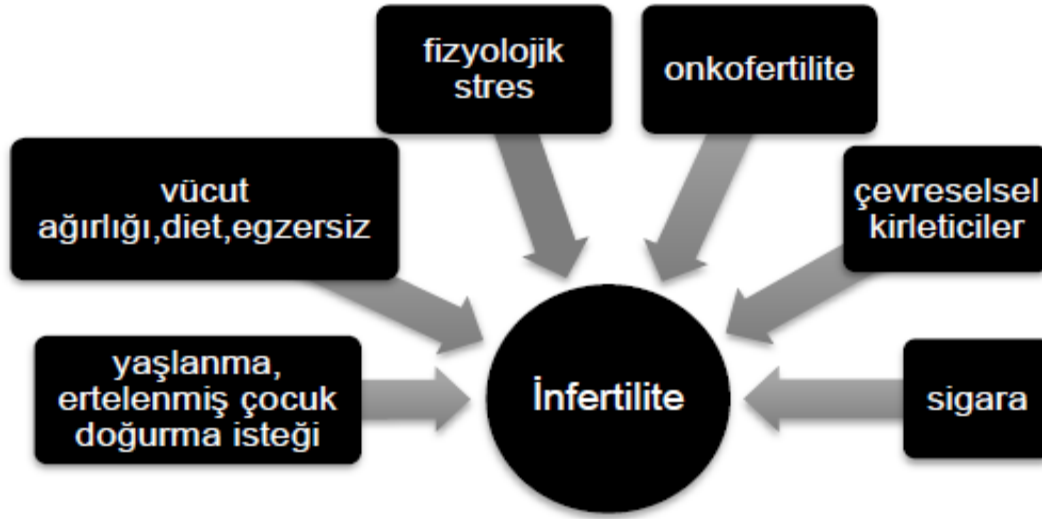 fizyolojik
stres
onkofertilite
vücut
ağırlığı,diet,egzersiz
çevreselsel
kirleticiler
yaşlanma,
ertelenmiş çocuk
doğurma isteği
İnfertilite
sigara